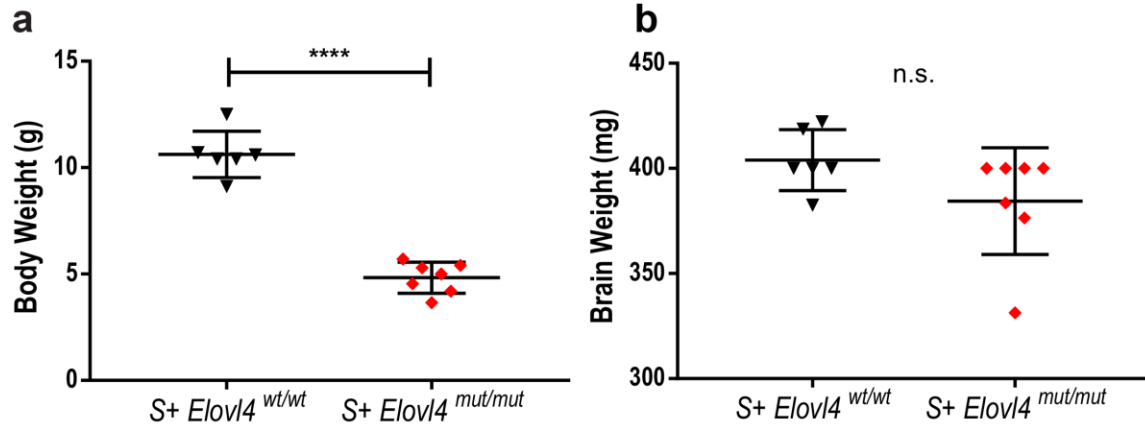 a
Body Weight (g)
15
10
5
0
****
S+ Elovl4 wt/wt
S+ Elovl4 mut/mut
b
Brain Weight (mg)
450
400
350
300
n.s.
S+ Elovl4 wt/wt
S+ Elovl4 mut/mut